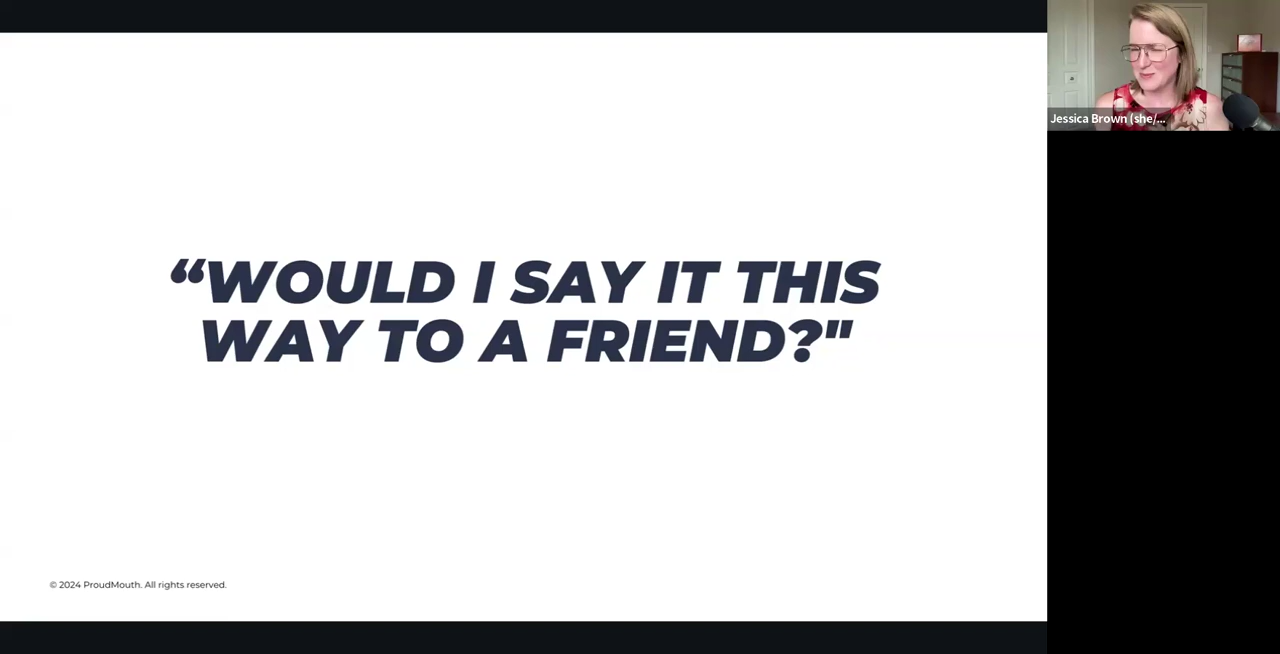 “WOULD I SAY IT THIS
WAY TO A FRIEND?"
© 2024 ProudMouth. All rights reserved.
Jessica Brown (she/...